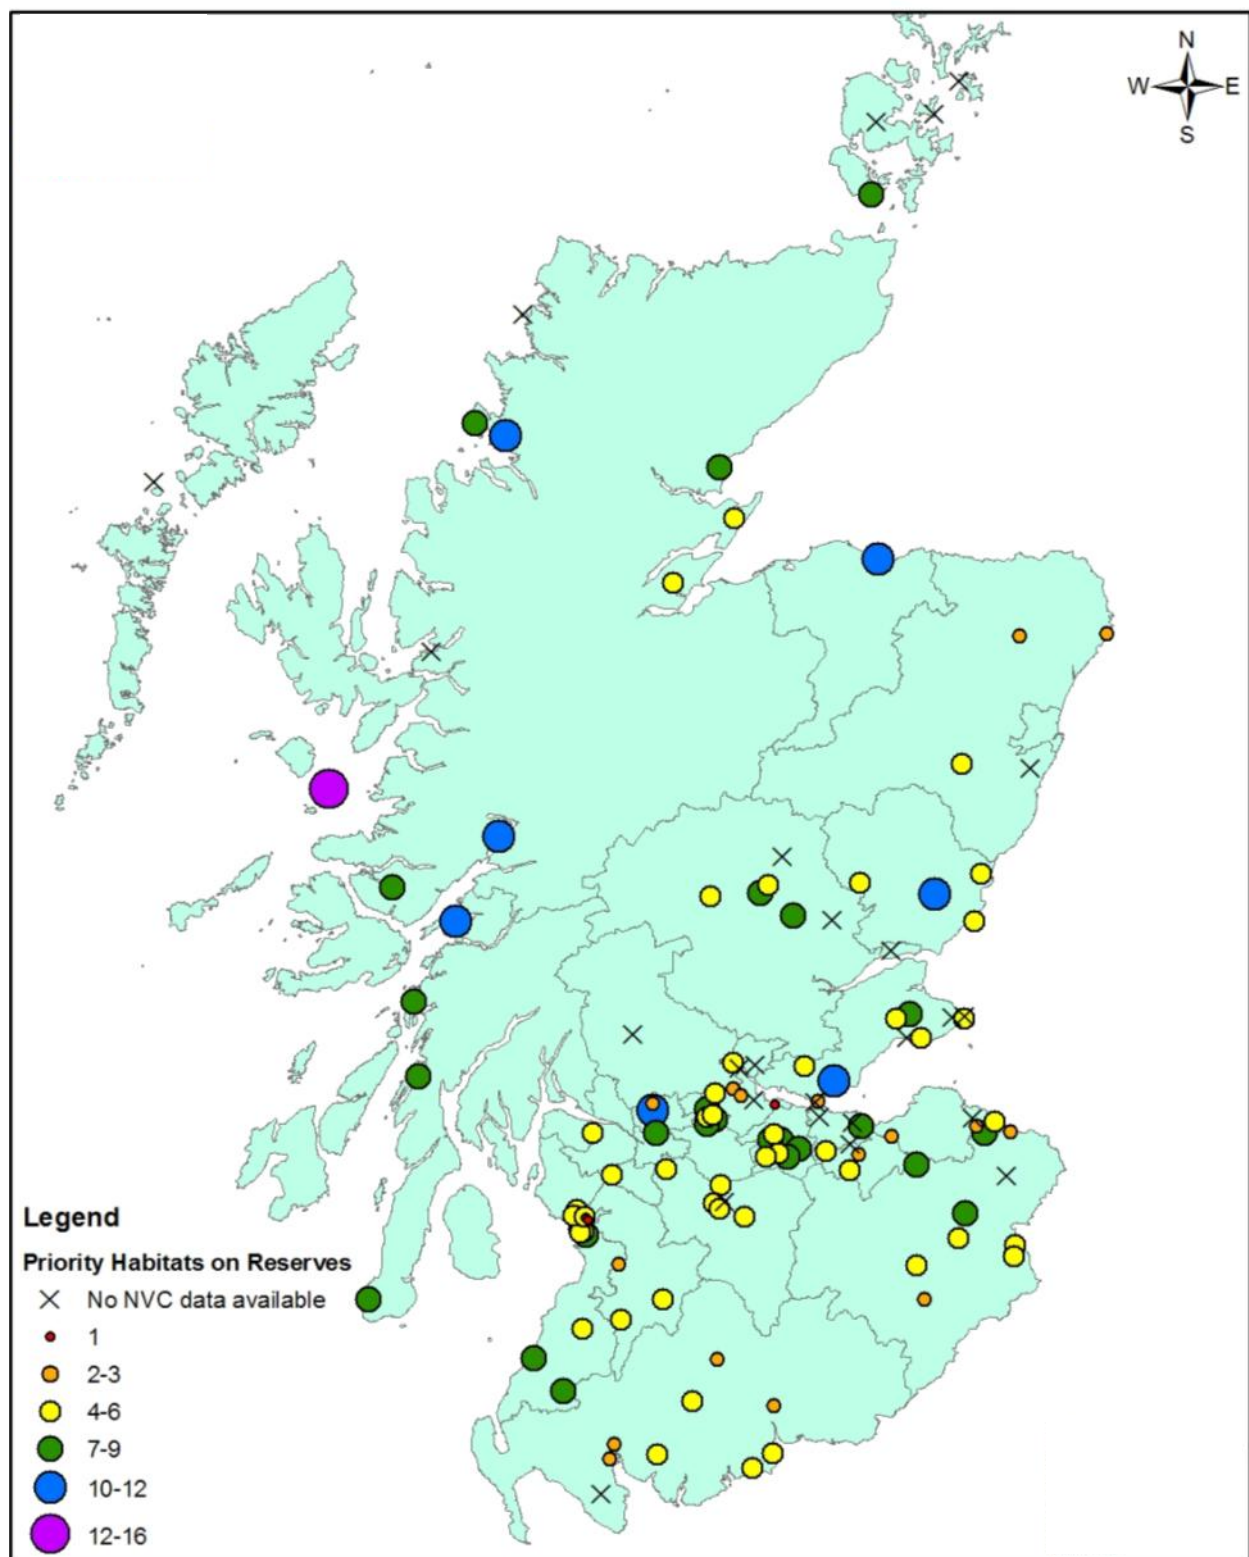 N
W E
S
Legend
Priority Habitats on Reserves
No NVC data available
1
2-3
4-6
7-9
10-12
12-16